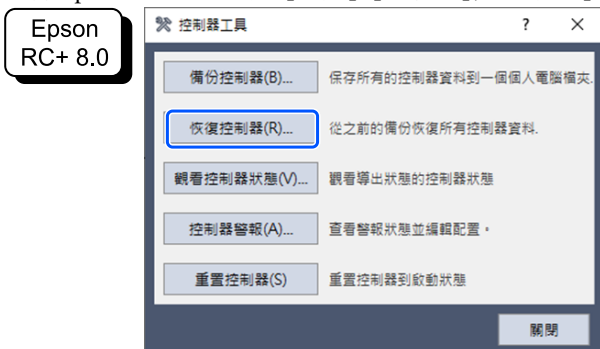 Epson
RC+ 8.0
控制器工具
?
備份控制器(B)...
保存所有的控制器資料到一個個人電腦檔夾.
恢復控制器(R)...
從之前的備份恢復所有控制器資料.
觀看控制器狀態(V)...
觀看導出狀態的控制器狀態
控制器警報(A)...
查看警報狀態並編輯配置。
重置控制器(S)
重置控制器到啟動狀態
關閉